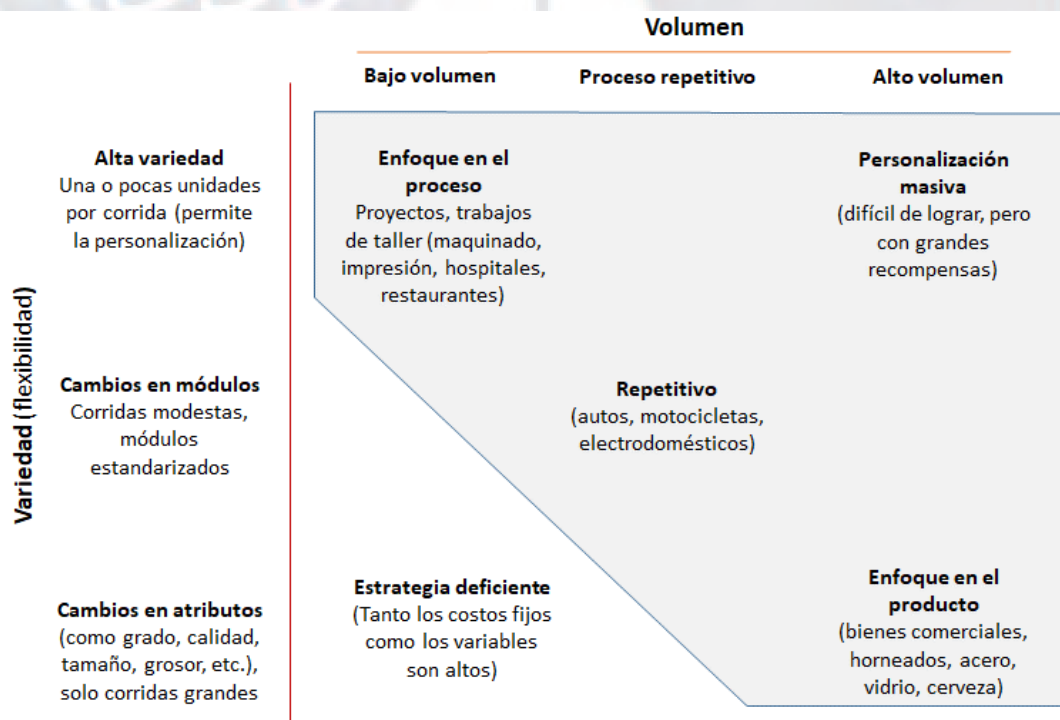 Volumen
Bajo volumen
Proceso repetitivo
Alto volumen
Variedad (flexibilidad)
Alta variedad
Una o pocas unidades
por corrida (permite
la personalización)
Enfoque en el
proceso
Proyectos, trabajos
de taller (maquinado,
impresión, hospitales,
restaurantes)
Personalización
masiva
(difícil de lograr, pero
con grandes
recompensas)
Cambios en módulos
Corridas modestas,
módulos
estandarizados
Repetitivo
(autos, motocicletas,
electrodomésticos)
Cambios en atributos
(como grado, calidad,
tamaño, grosor, etc.),
solo corridas grandes
Estrategia deficiente
(Tanto los costos fijos
como los variables
son altos)
Enfoque en el
producto
(bienes comerciales,
horneados, acero,
vidrio, cerveza)